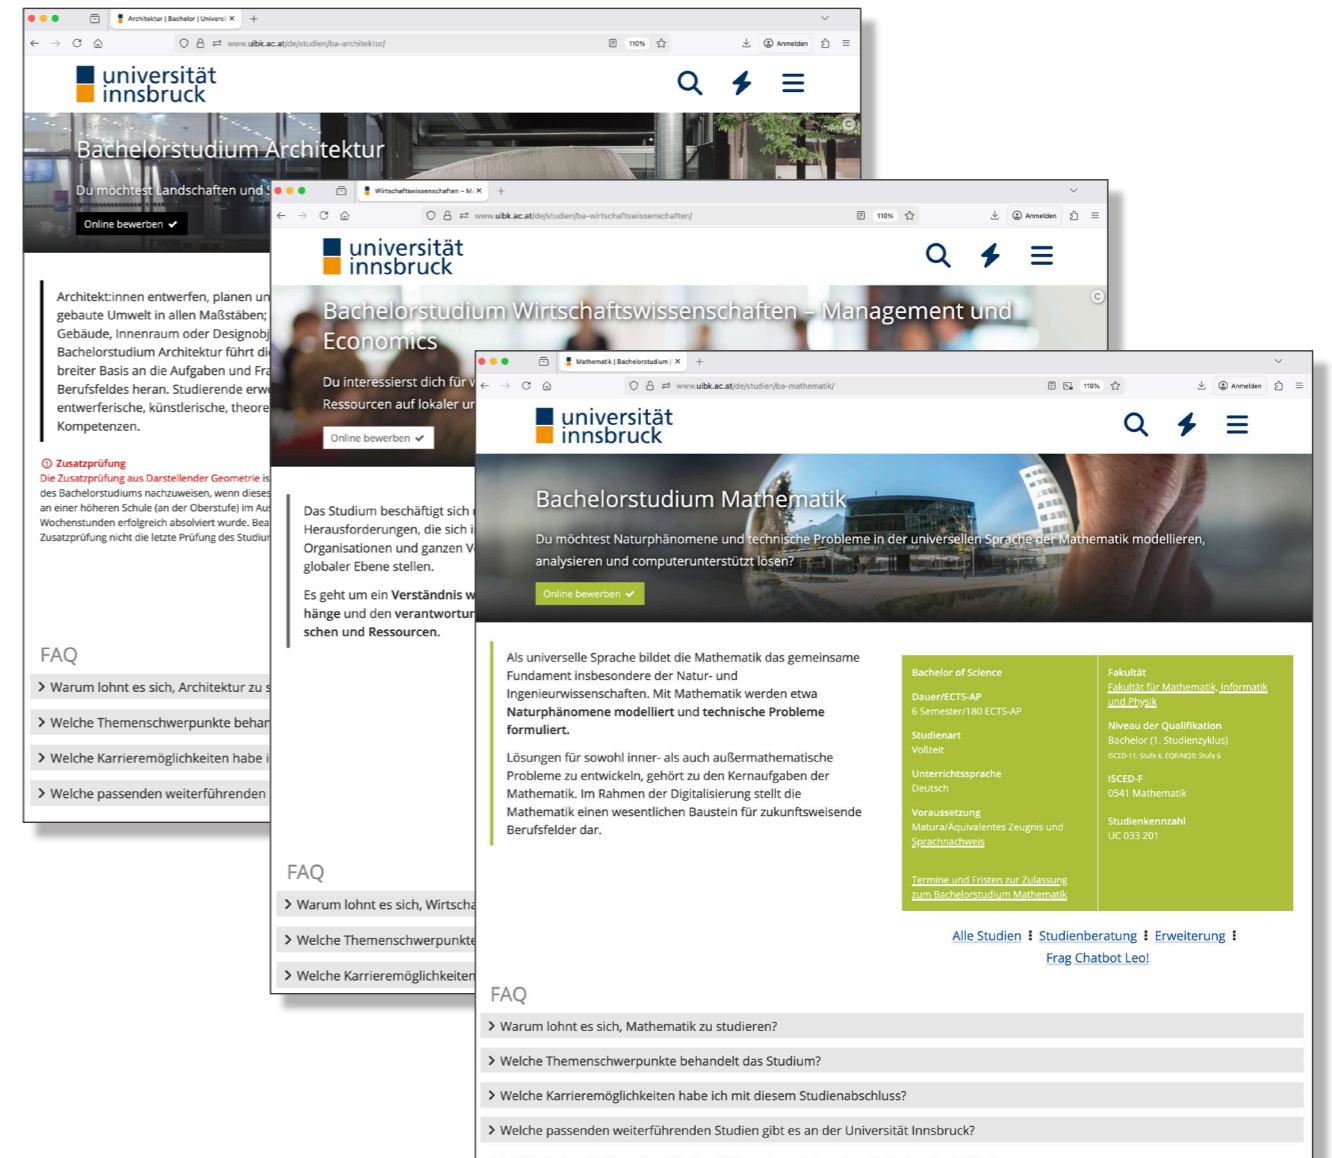 Architektur | Bachelor | Universi
www.uibk.ac.at/de/studien/ba-architektur/
110%
Anmelden
universität
innsbruck
Bachelorstudium Architektur
Du möchtest Landschaften und
Online bewerben
Architekt:innen entwerfen, planen un
gebaute Umwelt in allen Maßstäben;
Gebäude, Innenraum oder Designobj
Bachelorstudium Architektur führt di
breiter Basis an die Aufgaben und Fra
Berufsfeldes heran. Studierende erwe
entwerferische, künstlerische, theore
Kompetenzen.
Zusatzprüfung
Die Zusatzprüfung aus Darstellender Geometrie is
des Bachelorstudiums nachzuweisen, wenn dieses
an einer höheren Schule (an der Oberstufe) im Au
Wochenstunden erfolgreich absolviert wurde. Bea
Zusatzprüfung nicht die letzte Prüfung des Studiu
FAQ
Warum lohnt es sich, Architektur zu s
Welche Themenschwerpunkte behan
Welche Karrieremöglichkeiten habe i
Welche passenden weiterführenden
Wirtschaftswissenschaften – Ma
www.uibk.ac.at/de/studien/ba-wirtschaftswissenschaften/
110%
Anmelden
universität
innsbruck
Bachelorstudium Wirtschaftswissenschaften – Management und
Economics
Du interessierst dich für w
Ressourcen auf lokaler ur
Online bewerben
Das Studium beschäftigt sich
Herausforderungen, die sich i
Organisationen und ganzen V
globaler Ebene stellen.
Es geht um ein Verständnis w
hänge und den verantwortun
schen und Ressourcen.
FAQ
Warum lohnt es sich, Wirtscha
Welche Themenschwerpunkte
Welche Karrieremöglichkeiten
Mathematik | Bachelorstudium |
www.uibk.ac.at/de/studien/ba-mathematik/
110%
Anmelden
universität
innsbruck
Bachelorstudium Mathematik
Du möchtest Naturphänomene und technische Probleme in der universellen Sprache der Mathematik modellieren,
analysieren und computerunterstützt lösen?
Online bewerben
Als universelle Sprache bildet die Mathematik das gemeinsame
Fundament insbesondere der Natur- und
Ingenieurwissenschaften. Mit Mathematik werden etwa
Naturphänomene modelliert und technische Probleme
formuliert.
Lösungen für sowohl inner- als auch außermathematische
Probleme zu entwickeln, gehört zu den Kernaufgaben der
Mathematik. Im Rahmen der Digitalisierung stellt die
Mathematik einen wesentlichen Baustein für zukunftsweisende
Berufsfelder dar.
Bachelor of Science
Dauer/ECTS-AP
6 Semester/180 ECTS-AP
Studienart
Vollzeit
Unterrichtssprache
Deutsch
Voraussetzung
Matura/Äquivalentes Zeugnis und
Sprachnachweis
Termine und Fristen zur Zulassung
zum Bachelorstudium Mathematik
Fakultät
Fakultät für Mathematik, Informatik
und Physik
Niveau der Qualifikation
Bachelor (1. Studienzyklus)
ISCED-11: Stufe 6, EQR/NQR: Stufe 6
ISCED-F
0541 Mathematik
Studienkennzahl
UC 033 201
Alle Studien Studienberatung Erweiterung
Frag Chatbot Leo!
FAQ
Warum lohnt es sich, Mathematik zu studieren?
Welche Themenschwerpunkte behandelt das Studium?
Welche Karrieremöglichkeiten habe ich mit diesem Studienabschluss?
Welche passenden weiterführenden Studien gibt es an der Universität Innsbruck?